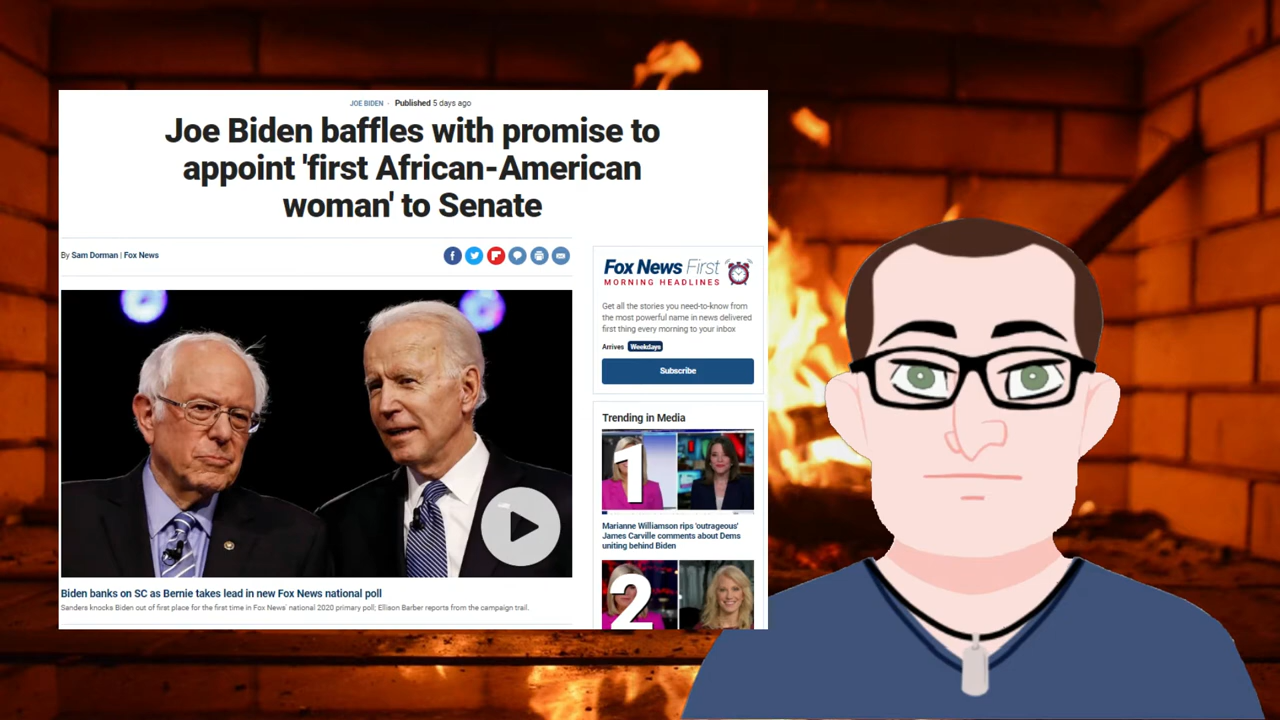 JOE BIDEN · Published 5 days ago
Joe Biden baffles with promise to
appoint 'first African-American
woman' to Senate
By Sam Dorman | Fox News
Fox News First
MORNING HEADLINES
Get all the stories you need-to-know from
the most powerful name in news delivered
first thing every morning to your inbox
Arrives Weekdays
Subscribe
Trending in Media
1
Marianne Williamson rips 'outrageous'
James Carville comments about Dems
uniting behind Biden
2
Biden banks on SC as Bernie takes lead in new Fox News national poll
Sanders knocks Biden out of first place for the first time in Fox News' national 2020 primary poll; Ellison Barber reports from the campaign trail.